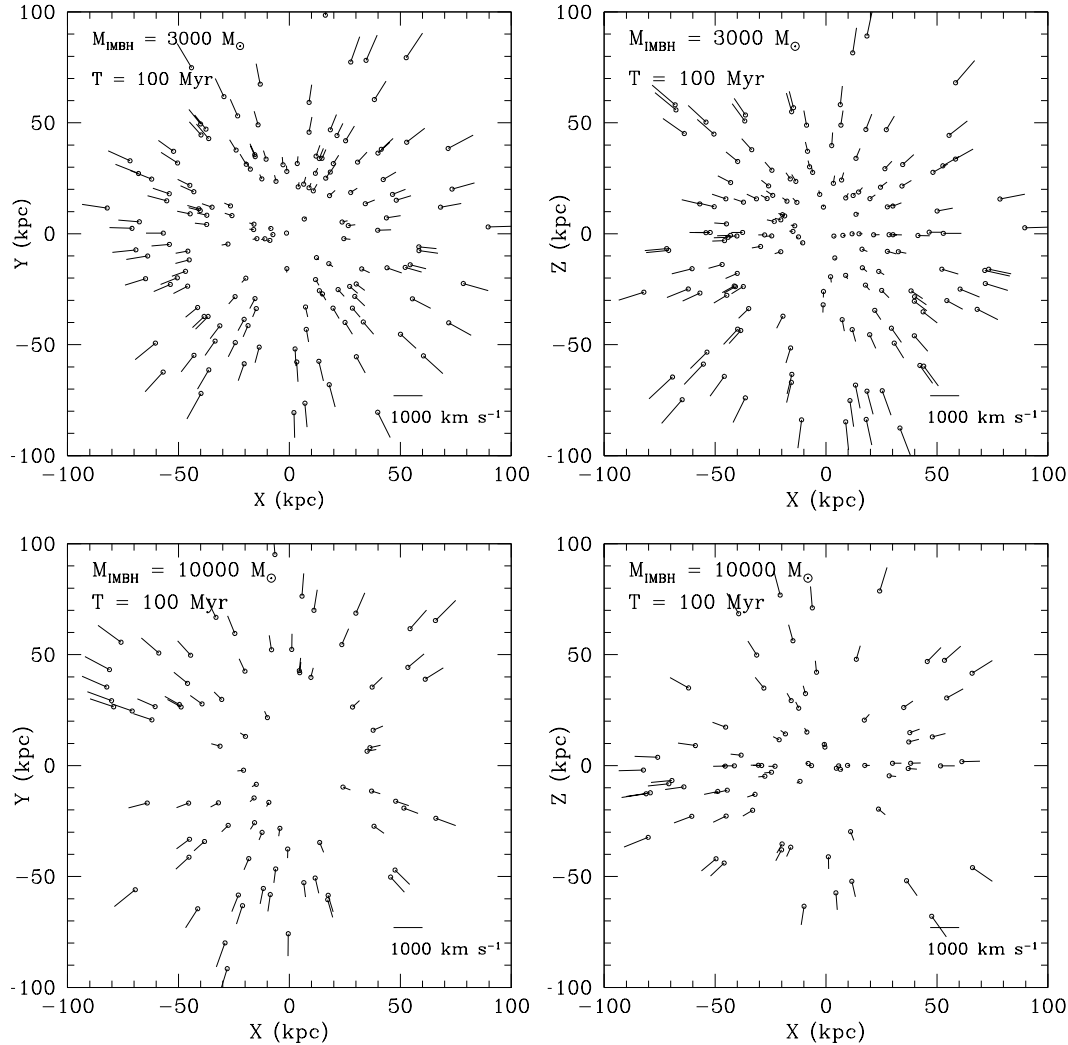 M_IMBH = 3000 M_⊙
T = 100 Myr
100
50
0
-50
-100
Y (kpc)
1000 km s⁻¹
−100 −50 0 50 100
X (kpc)
M_IMBH = 3000 M_⊙
T = 100 Myr
100
50
0
-50
-100
Z (kpc)
1000 km s⁻¹
−100 −50 0 50 100
X (kpc)
M_IMBH = 10000 M_⊙
T = 100 Myr
100
50
0
-50
-100
Y (kpc)
1000 km s⁻¹
−100 −50 0 50 100
X (kpc)
M_IMBH = 10000 M_⊙
T = 100 Myr
100
50
0
-50
-100
Z (kpc)
1000 km s⁻¹
−100 −50 0 50 100
X (kpc)